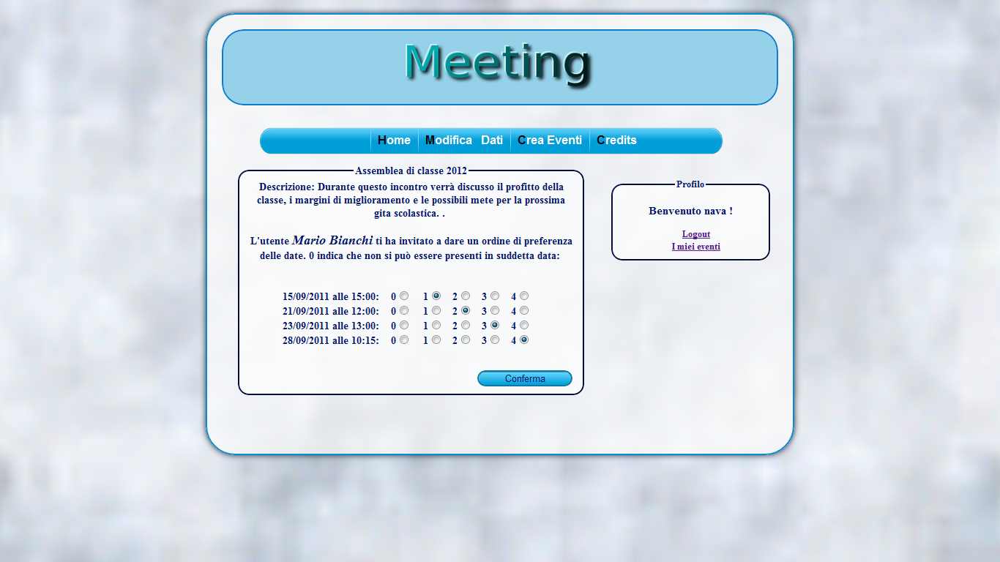 Meeting
Home Modifica Dati Crea Eventi Credits
Assemblea di classe 2012
Descrizione: Durante questo incontro verrà discusso il profitto della
classe, i margini di miglioramento e le possibili mete per la prossima
gita scolastica. .
L'utente Mario Bianchi ti ha invitato a dare un ordine di preferenza
delle date. 0 indica che non si può essere presenti in suddetta data:
15/09/2011 alle 15:00: 0 1 2 3 4
21/09/2011 alle 12:00: 0 1 2 3 4
23/09/2011 alle 13:00: 0 1 2 3 4
28/09/2011 alle 10:15: 0 1 2 3 4
Conferma
Profilo
Benvenuto nava !
Logout
I miei eventi